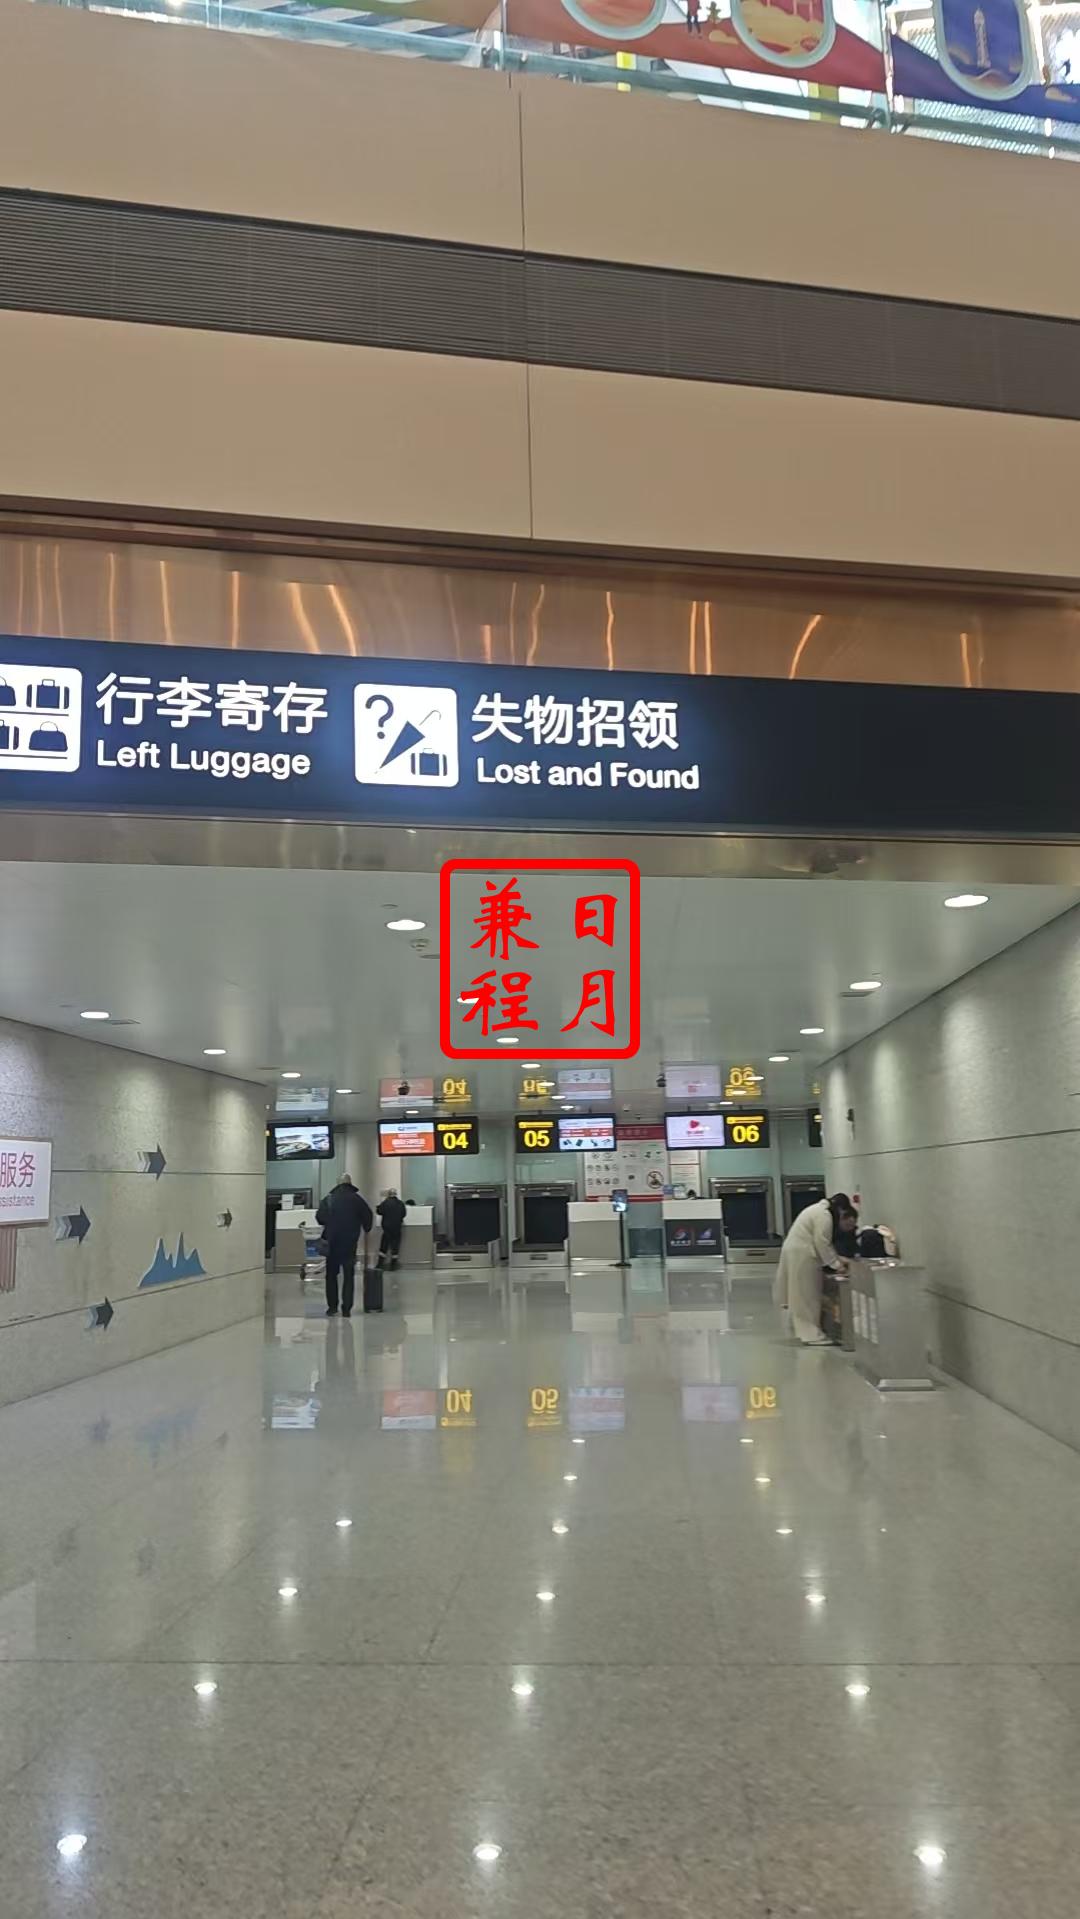 行李寄存
Left Luggage
失物招领
Lost and Found
日月
兼程
04
05
06
服务
ssistance